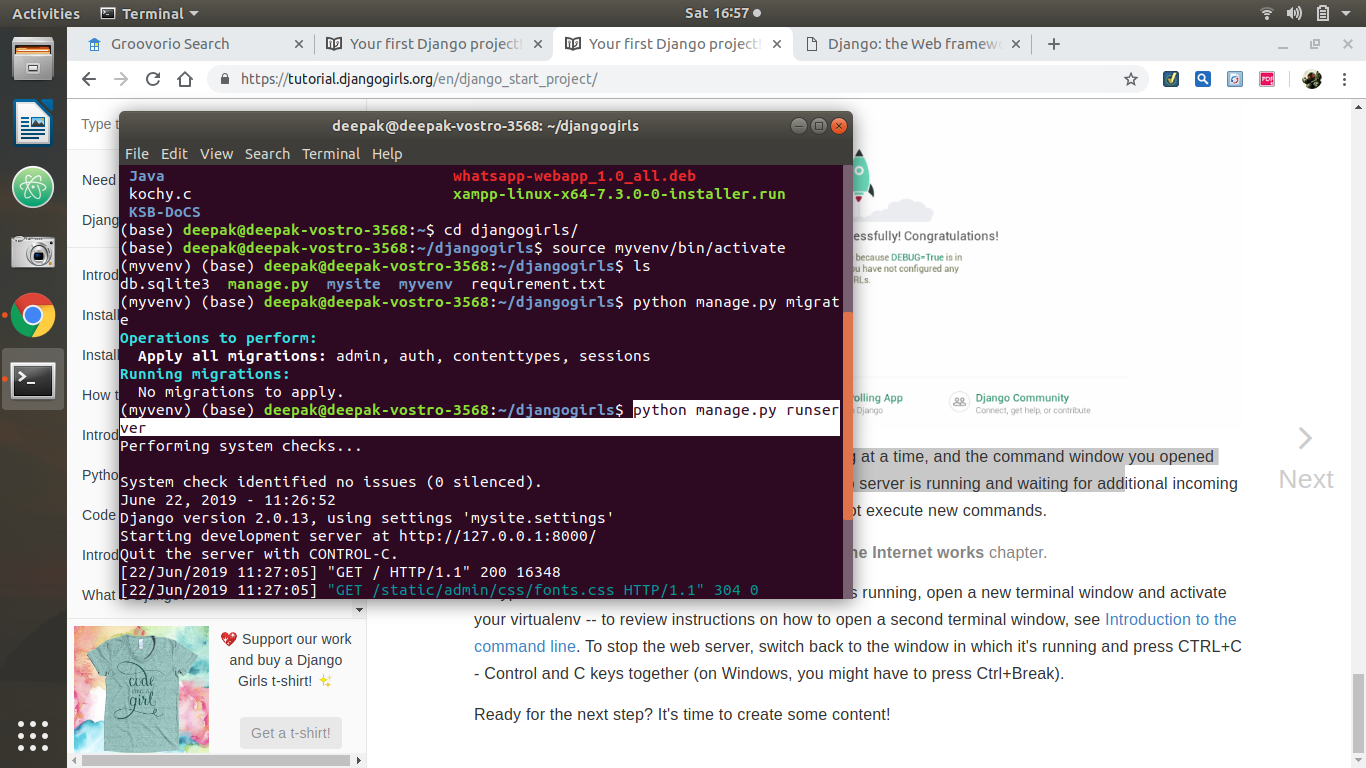 Activities Terminal Sat 16:57
Groovorio Search Your first Django project! Your first Django project! Django: the Web framewo
https://tutorial.djangogirls.org/en/django_start_project/
Type t
deepak@deepak-vostro-3568: ~/djangogirls
File Edit View Search Terminal Help
Java whatsapp-webapp_1.0_all.deb
kochy.c xampp-linux-x64-7.3.0-0-installer.run
KSB-DoCS
(base) deepak@deepak-vostro-3568:~$ cd djangogirls/
(base) deepak@deepak-vostro-3568:~/djangogirls$ source myvenv/bin/activate
(myvenv) (base) deepak@deepak-vostro-3568:~/djangogirls$ ls
db.sqlite3 manage.py mysite myvenv requirement.txt
(myvenv) (base) deepak@deepak-vostro-3568:~/djangogirls$ python manage.py migrat
e
Operations to perform:
Apply all migrations: admin, auth, contenttypes, sessions
Running migrations:
No migrations to apply.
(myvenv) (base) deepak@deepak-vostro-3568:~/djangogirls$ python manage.py runser
ver
Performing system checks...
System check identified no issues (0 silenced).
June 22, 2019 - 11:26:52
Django version 2.0.13, using settings 'mysite.settings'
Starting development server at http://127.0.0.1:8000/
Quit the server with CONTROL-C.
[22/Jun/2019 11:27:05] "GET / HTTP/1.1" 200 16348
[22/Jun/2019 11:27:05] "GET /static/admin/css/fonts.css HTTP/1.1" 304 0
Need
Djang
Introd
Install
Install
How t
Introd
Pytho
Code
Introd
What
💖 Support our work
and buy a Django
Girls t-shirt! ✨
code
like a
girl
Get a t-shirt!
essfully! Congratulations!
because DEBUG=True is in
ou have not configured any
RLs.
olling App
n Django
Django Community
Connect, get help, or contribute
g at a time, and the command window you opened
server is running and waiting for additional incoming
ot execute new commands.
he Internet works chapter.
s running, open a new terminal window and activate
your virtualenv -- to review instructions on how to open a second terminal window, see Introduction to the
command line. To stop the web server, switch back to the window in which it's running and press CTRL+C
- Control and C keys together (on Windows, you might have to press Ctrl+Break).
Ready for the next step? It's time to create some content!
Next
PDF